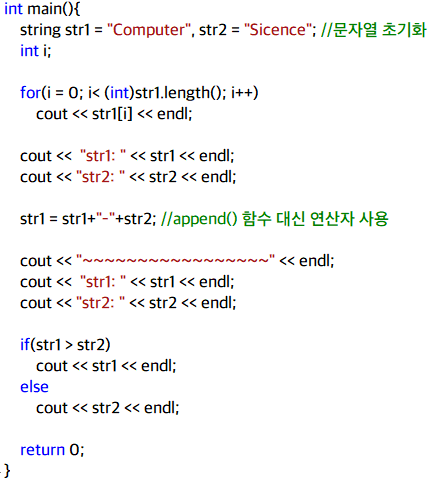 int main(){
string str1 = "Computer", str2 = "Sicence"; //문자열 초기화
int i;
for(i = 0; i< (int)str1.length(); i++)
cout << str1[i] << endl;
cout << "str1: " << str1 << endl;
cout << "str2: " << str2 << endl;
str1 = str1+"-"+str2; //append() 함수 대신 연산자 사용
cout << "~~~~~~~~~~~~~~~~~" << endl;
cout << "str1: " << str1 << endl;
cout << "str2: " << str2 << endl;
if(str1 > str2)
cout << str1 << endl;
else
cout << str2 << endl;
return 0;
}